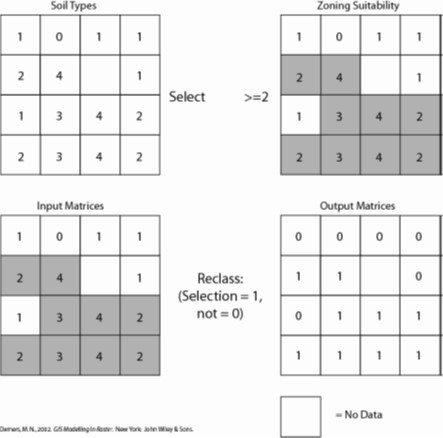 Soil Types
Zoning Suitability
1 0 1 1
2 4 1
1 3 4 2
2 3 4 2
Select >=2
1 0 1 1
2 4 1
1 3 4 2
2 3 4 2
Input Matrices
Output Matrices
1 0 1 1
2 4 1
1 3 4 2
2 3 4 2
Reclass:
(Selection = 1,
not = 0)
0 0 0 0
1 1 0
0 1 1 1
1 1 1 1
= No Data
Demers, M.N., 2002. GIS Modelling in Raster. New York: John Wiley & Sons.